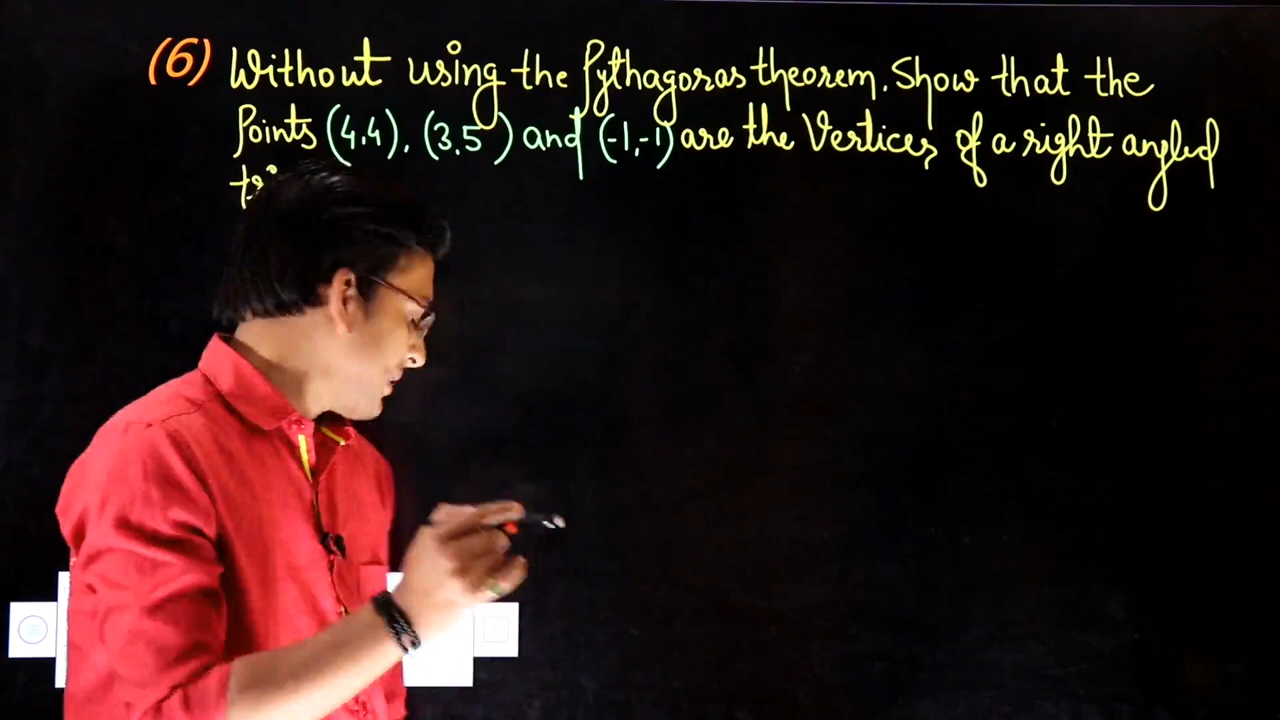 (6) Without using the Pythagoras theorem. Show that the
Points (4,4), (3,5) and (-1,-1) are the Vertices of a right angled